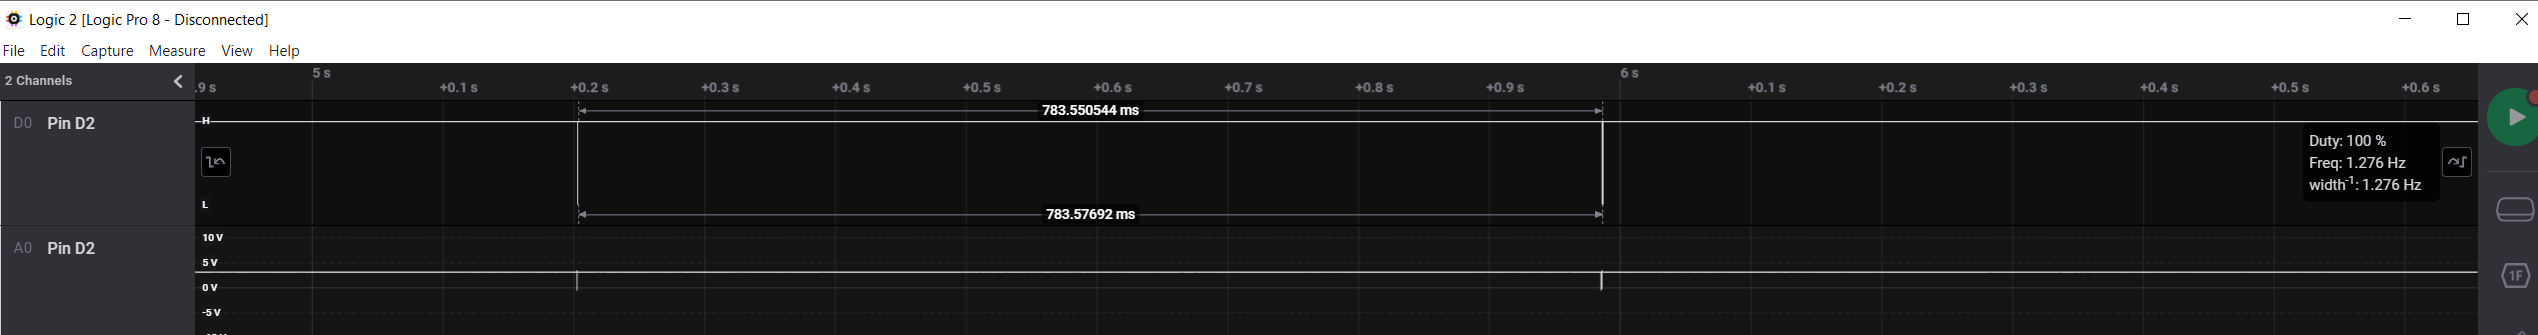 Logic 2 [Logic Pro 8 - Disconnected]
File Edit Capture Measure View Help
2 Channels
5 s 6 s
.9 s +0.1 s +0.2 s +0.3 s +0.4 s +0.5 s +0.6 s +0.7 s +0.8 s +0.9 s +0.1 s +0.2 s +0.3 s +0.4 s +0.5 s +0.6 s
783.550544 ms
D0 Pin D2
H
Duty: 100 %
Freq: 1.276 Hz
width-1: 1.276 Hz
L
783.57692 ms
A0 Pin D2
10 V
5 V
0 V
1F
-5 V